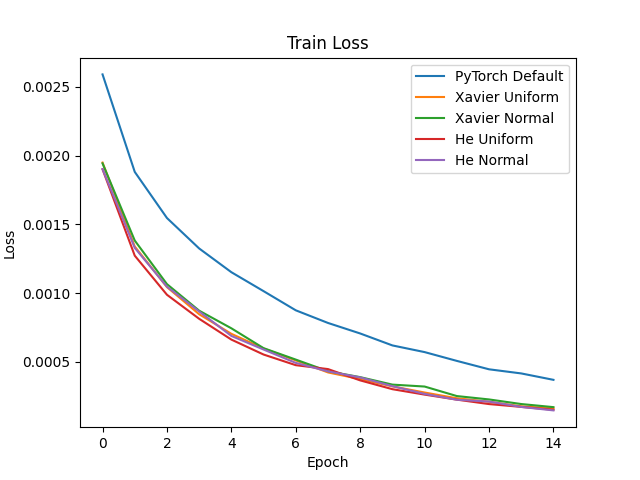 Train Loss
PyTorch Default
Xavier Uniform
Xavier Normal
He Uniform
He Normal
Loss
0.0025
0.0020
0.0015
0.0010
0.0005
0 2 4 6 8 10 12 14
Epoch